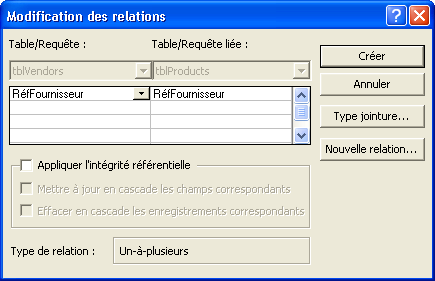 Modification des relations
Table/Requête : Table/Requête liée :
tblVendors tblProducts
RéfFournisseur RéfFournisseur
Créer
Annuler
Type jointure...
Nouvelle relation...
Appliquer l'intégrité référentielle
Mettre à jour en cascade les champs correspondants
Effacer en cascade les enregistrements correspondants
Type de relation : Un-à-plusieurs